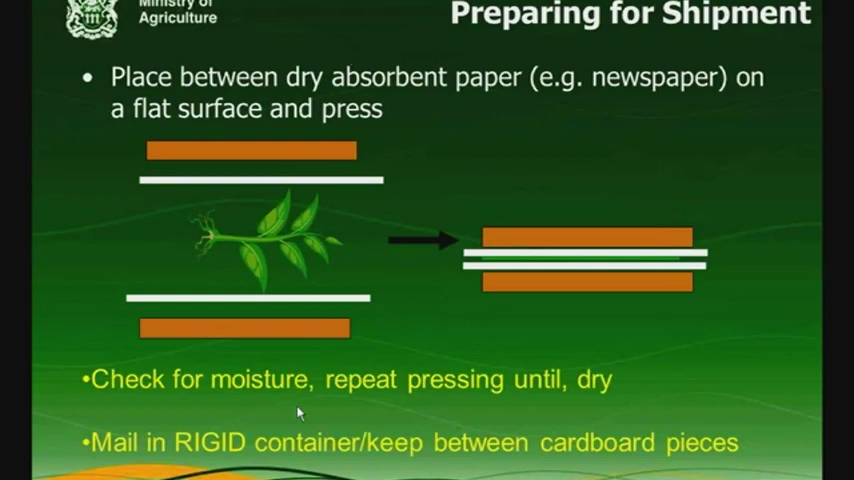 Ministry of
Agriculture
Preparing for Shipment
• Place between dry absorbent paper (e.g. newspaper) on
a flat surface and press
•Check for moisture, repeat pressing until, dry
•Mail in RIGID container/keep between cardboard pieces